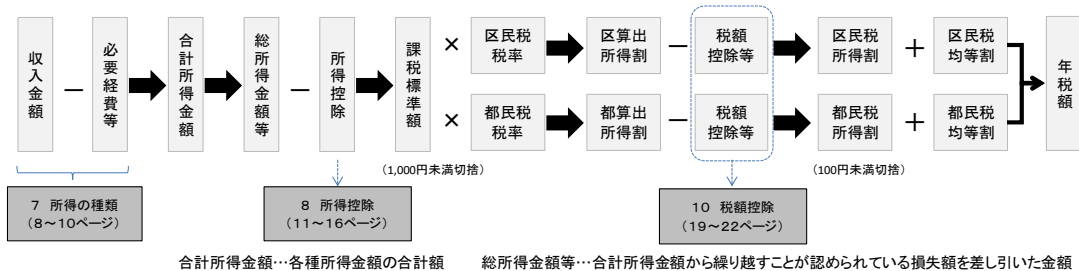 収入金額
－
必要経費等
合計所得金額
総所得金額等
－
所得控除
課税標準額
×
区民税
税率
区算出
所得割
－
税額
控除等
区民税
所得割
＋
区民税
均等割
×
都民税
税率
都算出
所得割
－
税額
控除等
都民税
所得割
＋
都民税
均等割
年税額
(1,000円未満切捨)
(100円未満切捨)
７ 所得の種類
（８～１０ページ）
８ 所得控除
（１１～１６ページ）
１０ 税額控除
（１９～２２ページ）
合計所得金額…各種所得金額の合計額
総所得金額等…合計所得金額から繰り越すことが認められている損失額を差し引いた金額